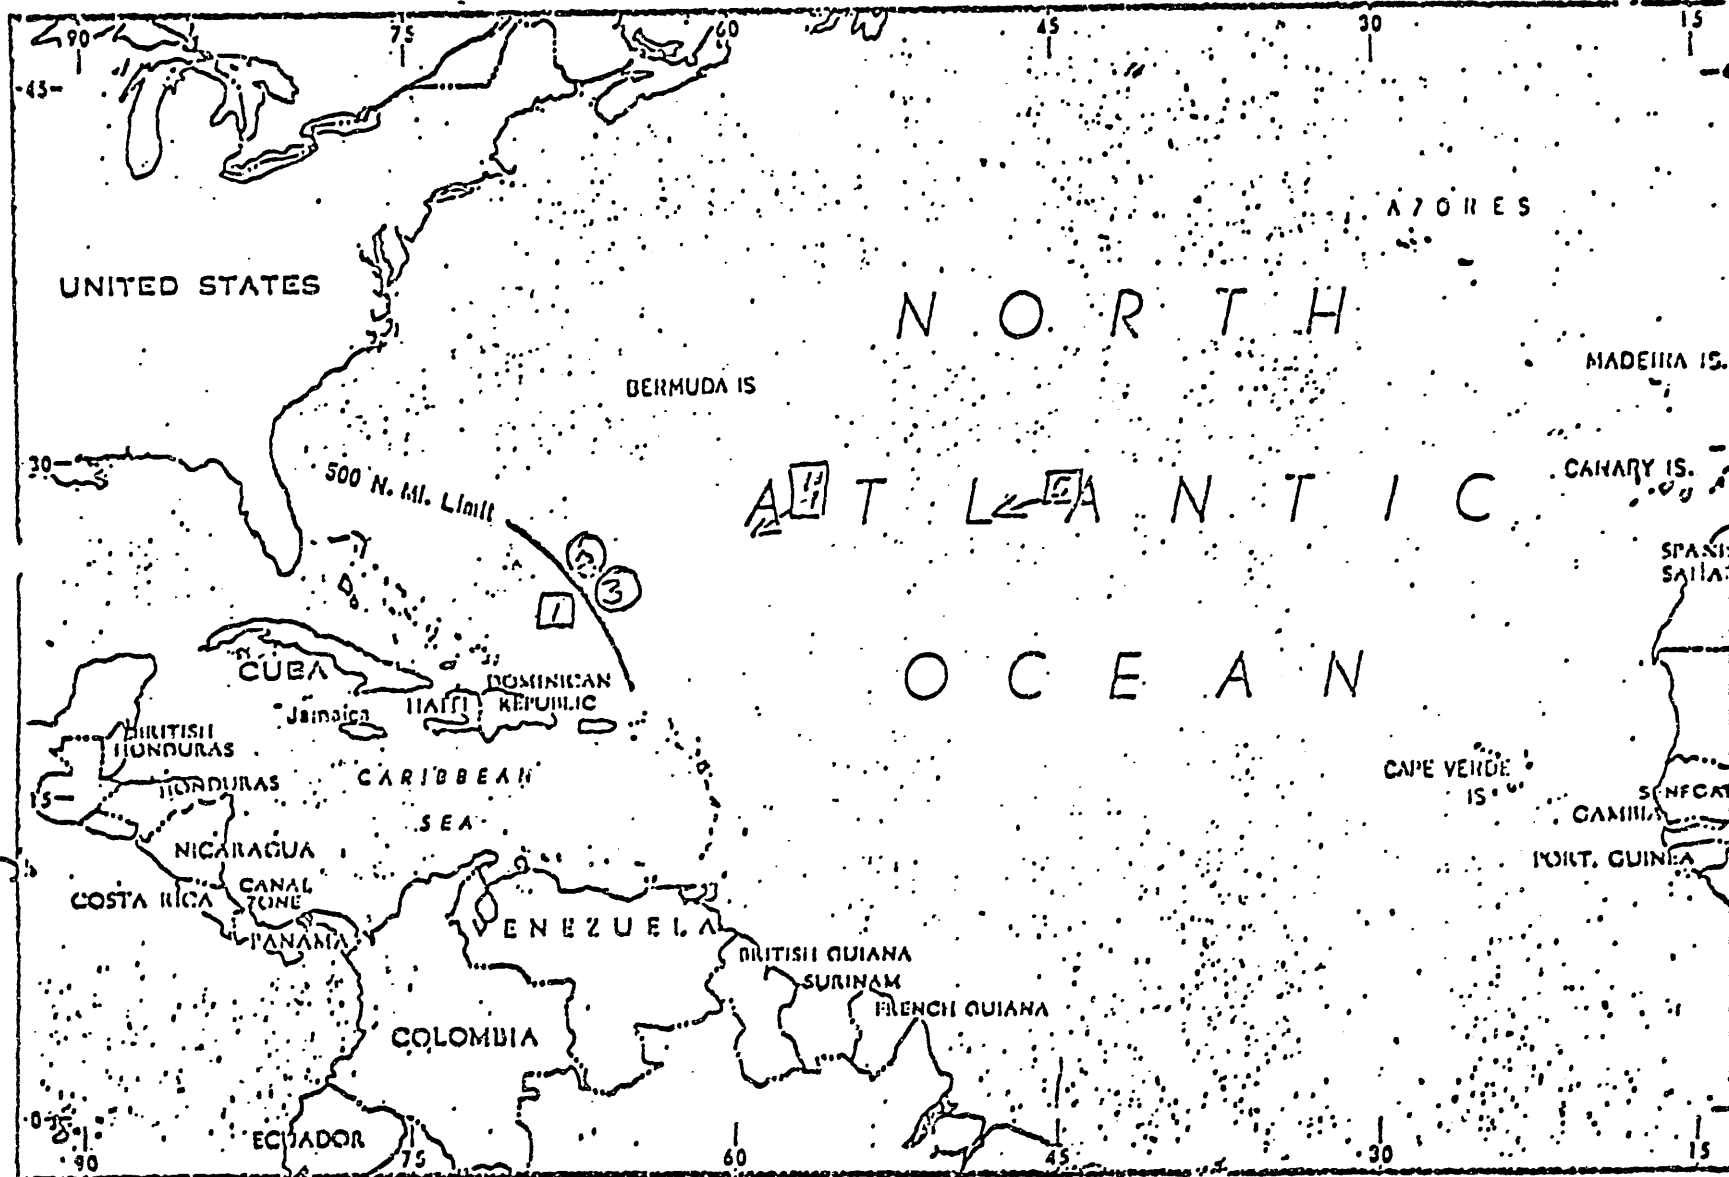 90 75 60 45 30 15
45
AZORES
UNITED STATES
NORTH
MADEIRA IS.
BERMUDA IS
30
500 N. Mi. Limit
CANARY IS.
ATLANTIC
3
1
CUBA
DOMINICAN
REPUBLIC
HAITI
Jamaica
OCEAN
BRITISH
HONDURAS
HONDURAS
CARIBBEAN
SEA
15
CAPE VERDE
IS
GAMBIA
PORT. GUINEA
NICARAGUA
COSTA RICA
CANAL
ZONE
PANAMA
VENEZUELA
BRITISH GUIANA
SURINAM
FRENCH GUIANA
COLOMBIA
0
ECUADOR
90 75 60 45 30 15